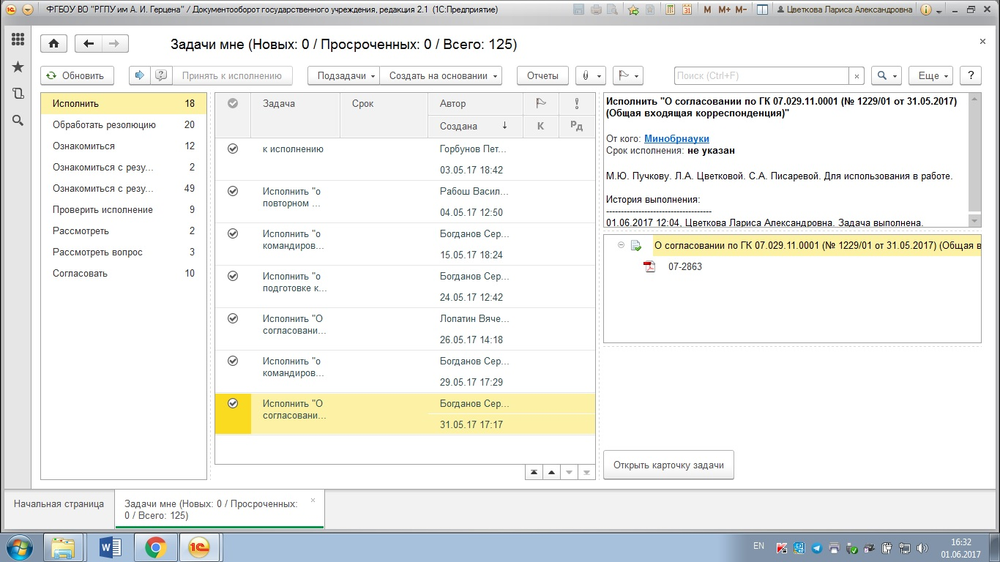 ФГБОУ ВО "РГПУ им А. И. Герцена" / Документооборот государственного учреждения, редакция 2.1 (1С:Предприятие)
M M+ M- Цветкова Лариса Александровна
Задачи мне (Новых: 0 / Просроченных: 0 / Всего: 125)
Обновить Принять к исполнению Подзадачи Создать на основании Отчеты Поиск (Ctrl+F) × Еще ?
Исполнить 18
Обработать резолюцию 20
Ознакомиться 12
Ознакомиться с резу... 2
Ознакомиться с резу... 49
Проверить исполнение 9
Рассмотреть 2
Рассмотреть вопрос 3
Согласовать 10
Задача Срок Автор
Создана ↓ К Рд
к исполнению Горбунов Пет...
03.05.17 18:42
Исполнить "о Рабош Васил...
повторном ...
04.05.17 12:50
Исполнить "о Богданов Сер...
командиров...
15.05.17 18:24
Исполнить "о Богданов Сер...
подготовке к...
24.05.17 12:42
Исполнить "О Лопатин Вяче...
согласовани...
26.05.17 14:18
Исполнить "о Богданов Сер...
командиров...
29.05.17 17:29
Исполнить "О Богданов Сер...
согласовани...
31.05.17 17:17
Исполнить "О согласовании по ГК 07.029.11.0001 (№ 1229/01 от 31.05.2017)
(Общая входящая корреспонденция)"
От кого: Минобрнауки
Срок исполнения: не указан
М.Ю. Пучкову. Л.А. Цветковой. С.А. Писаревой. Для использования в работе.
История выполнения:
------------------------------------
01.06.2017 12:04, Цветкова Лариса Александровна. Задача выполнена.
О согласовании по ГК 07.029.11.0001 (№ 1229/01 от 31.05.2017) (Общая в
07-2863
Открыть карточку задачи
Начальная страница
Задачи мне (Новых: 0 / Просроченных:
0 / Всего: 125)
EN
16:32
01.06.2017